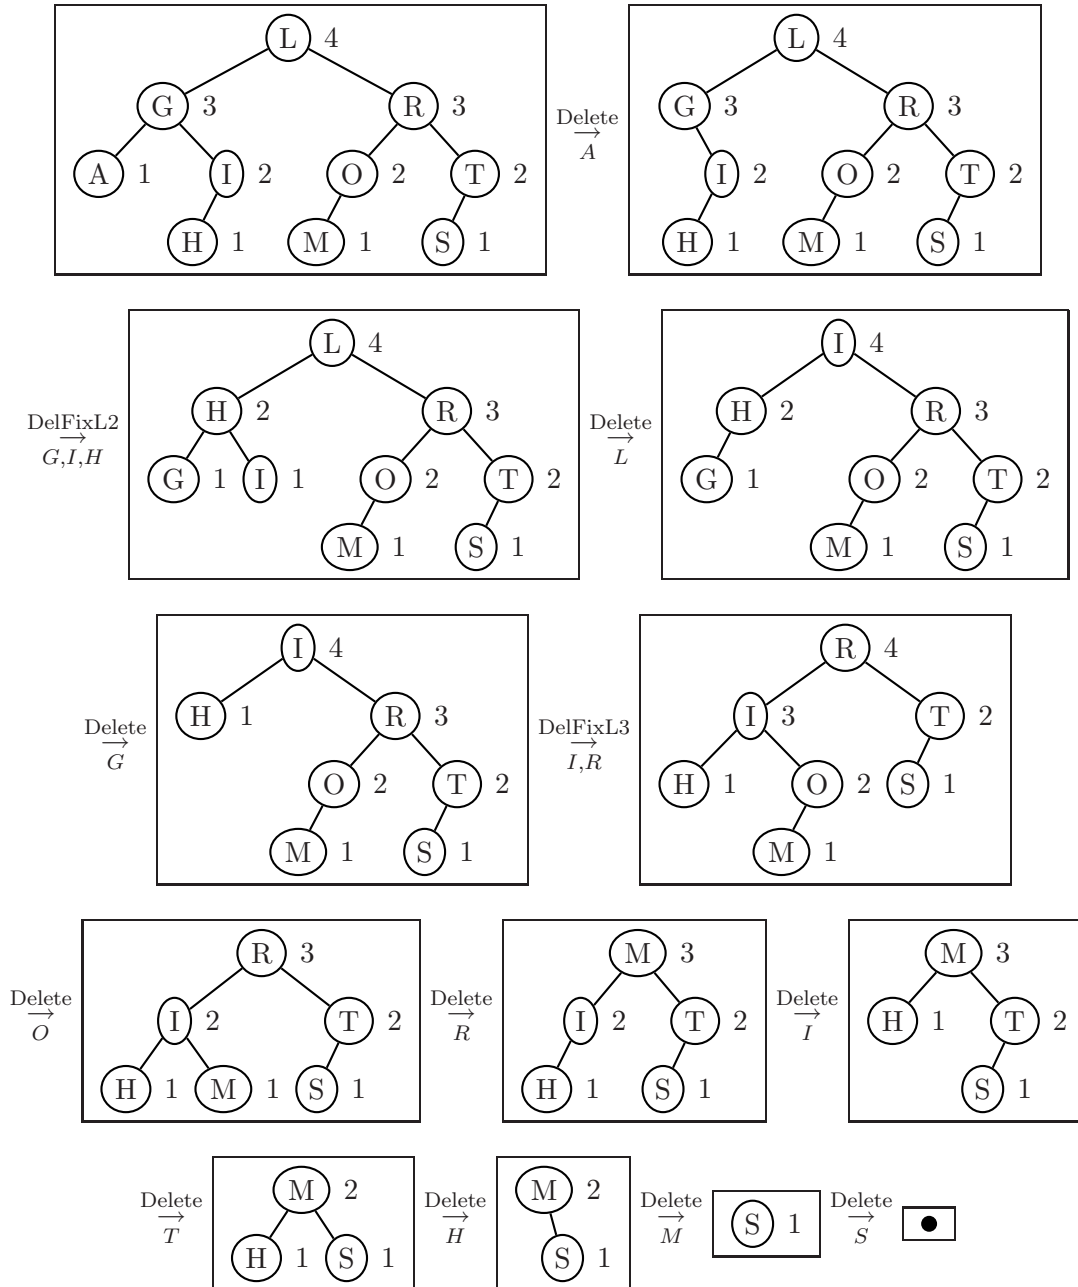 L 4 L 4
G 3 R 3 Delete G 3 R 3
→
A
A 1 I 2 O 2 T 2 I 2 O 2 T 2
H 1 M 1 S 1 H 1 M 1 S 1
L 4 I 4
DelFixL2 H 2 R 3 Delete H 2 R 3
→ →
G,I,H L
G 1 I 1 O 2 T 2 G 1 O 2 T 2
M 1 S 1 M 1 S 1
I 4 R 4
Delete H 1 R 3 DelFixL3 I 3 T 2
→ →
G I,R
O 2 T 2 H 1 O 2 S 1
M 1 S 1 M 1
R 3 M 3 M 3
Delete I 2 T 2 Delete I 2 T 2 Delete H 1 T 2
→ → →
O R I
H 1 M 1 S 1 H 1 S 1 S 1
Delete M 2 Delete M 2 Delete S 1 Delete
→ → → →
T H M S
H 1 S 1 S 1